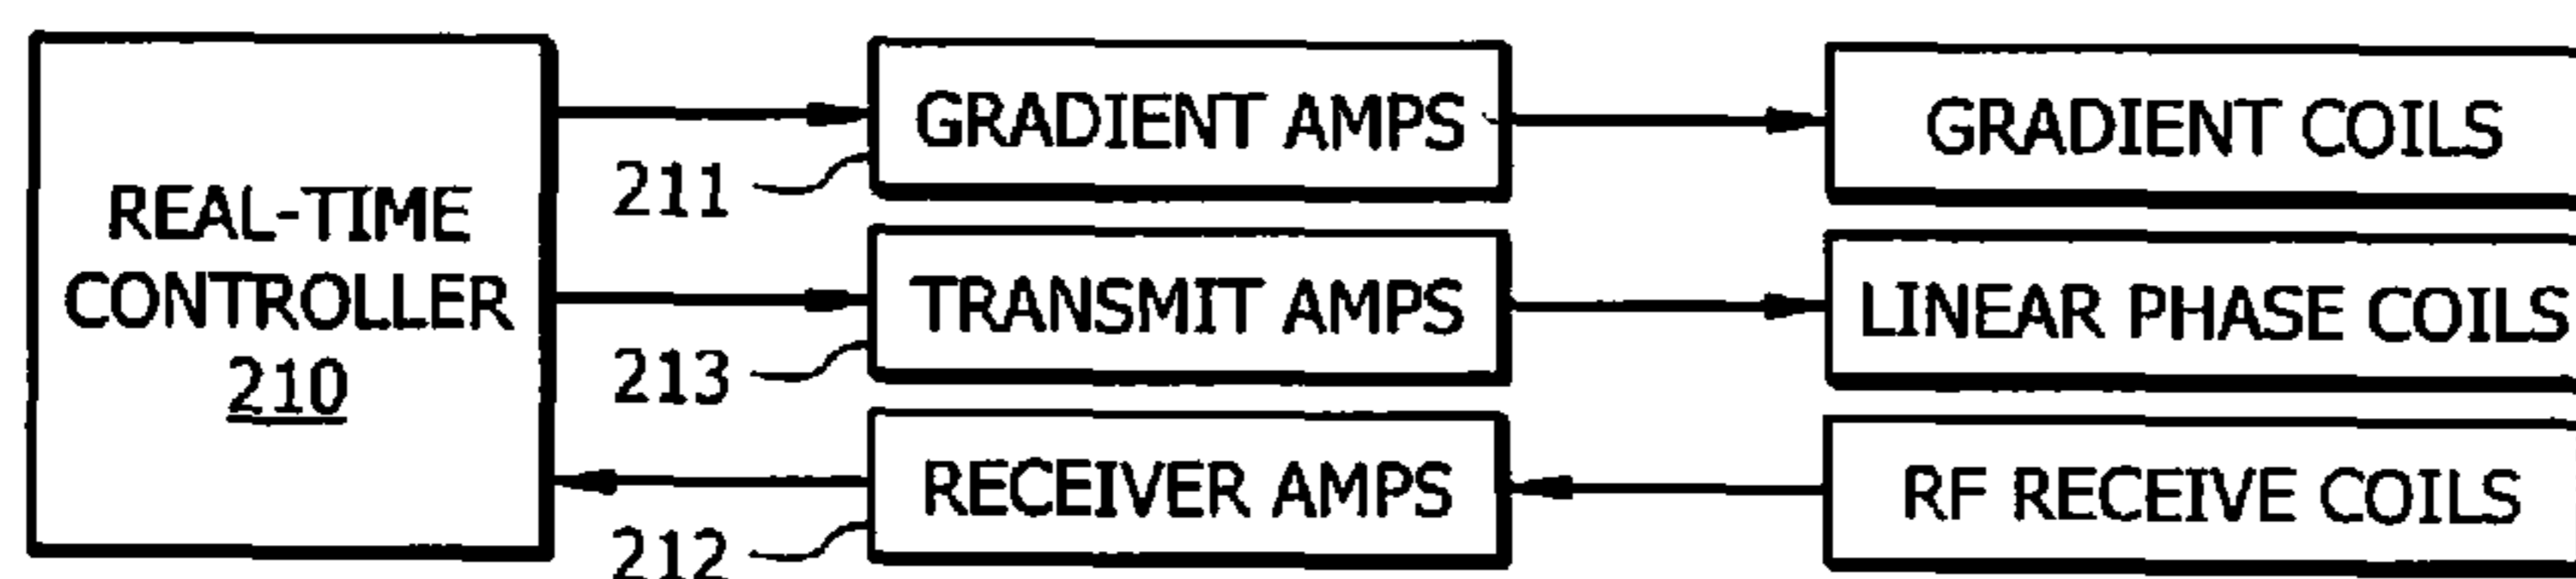 REAL-TIME
CONTROLLER
210
GRADIENT AMPS
211
TRANSMIT AMPS
213
RECEIVER AMPS
212
GRADIENT COILS
LINEAR PHASE COILS
RF RECEIVE COILS